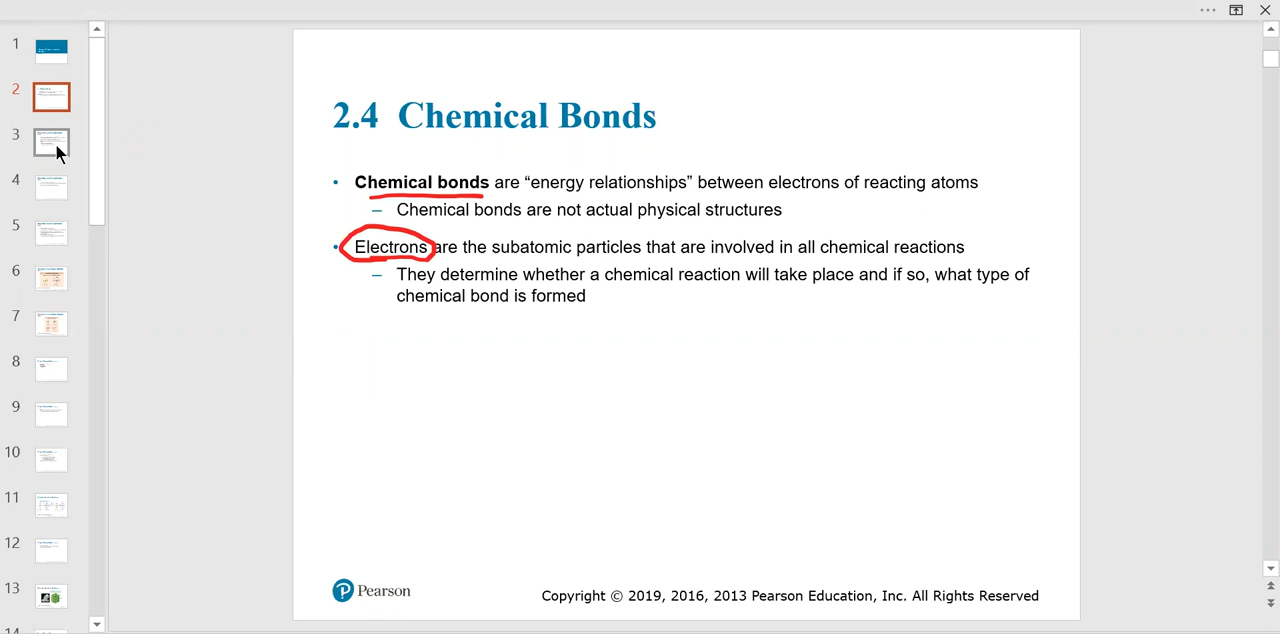 1
2
3
4
5
6
7
8
9
10
11
12
13
2.4 Chemical Bonds
• Chemical bonds are “energy relationships” between electrons of reacting atoms
– Chemical bonds are not actual physical structures
• Electrons are the subatomic particles that are involved in all chemical reactions
– They determine whether a chemical reaction will take place and if so, what type of
chemical bond is formed
P Pearson
Copyright © 2019, 2016, 2013 Pearson Education, Inc. All Rights Reserved